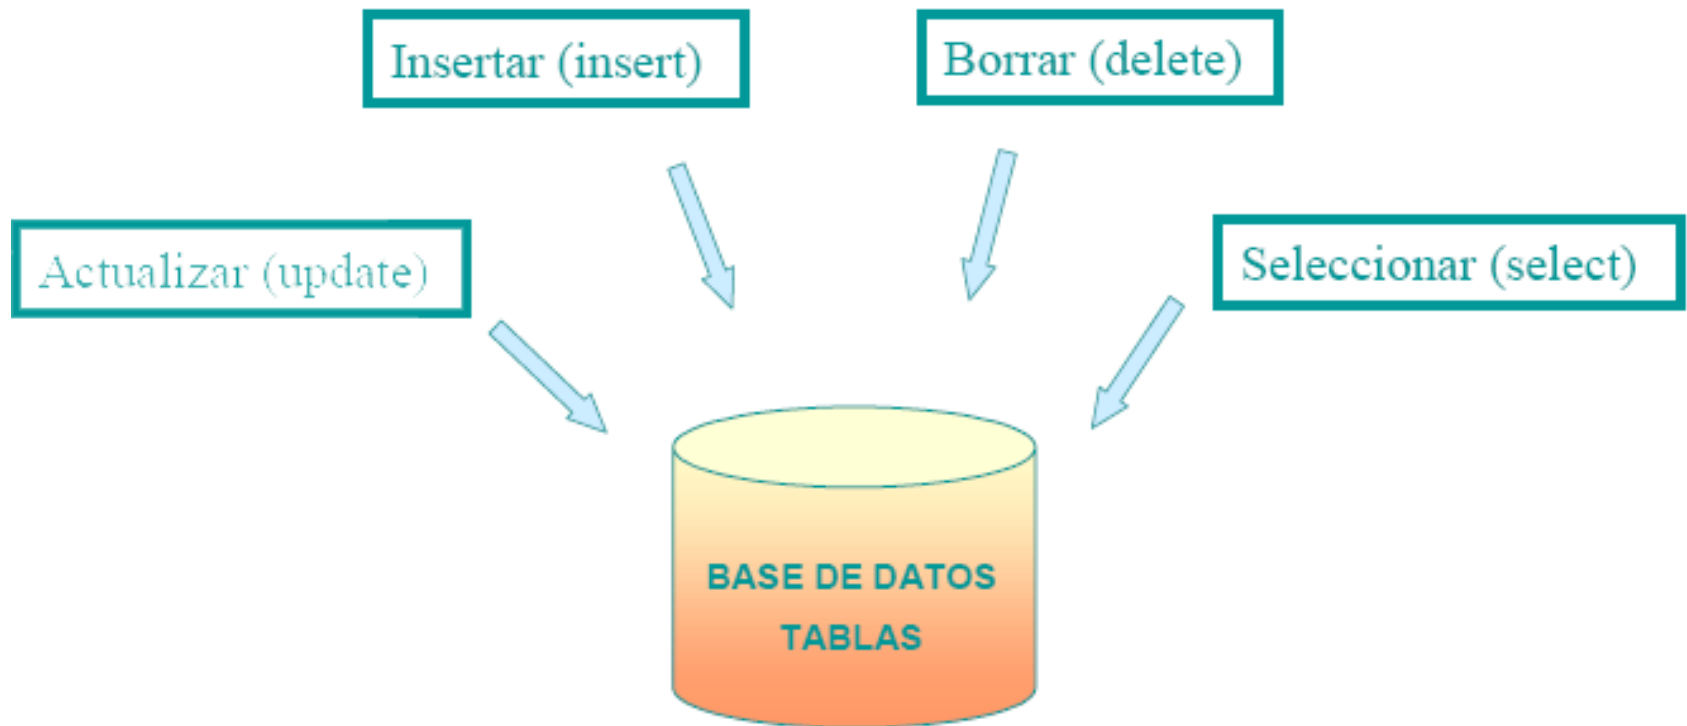 Insertar (insert)
Borrar (delete)
Actualizar (update)
Seleccionar (select)
BASE DE DATOS
TABLAS